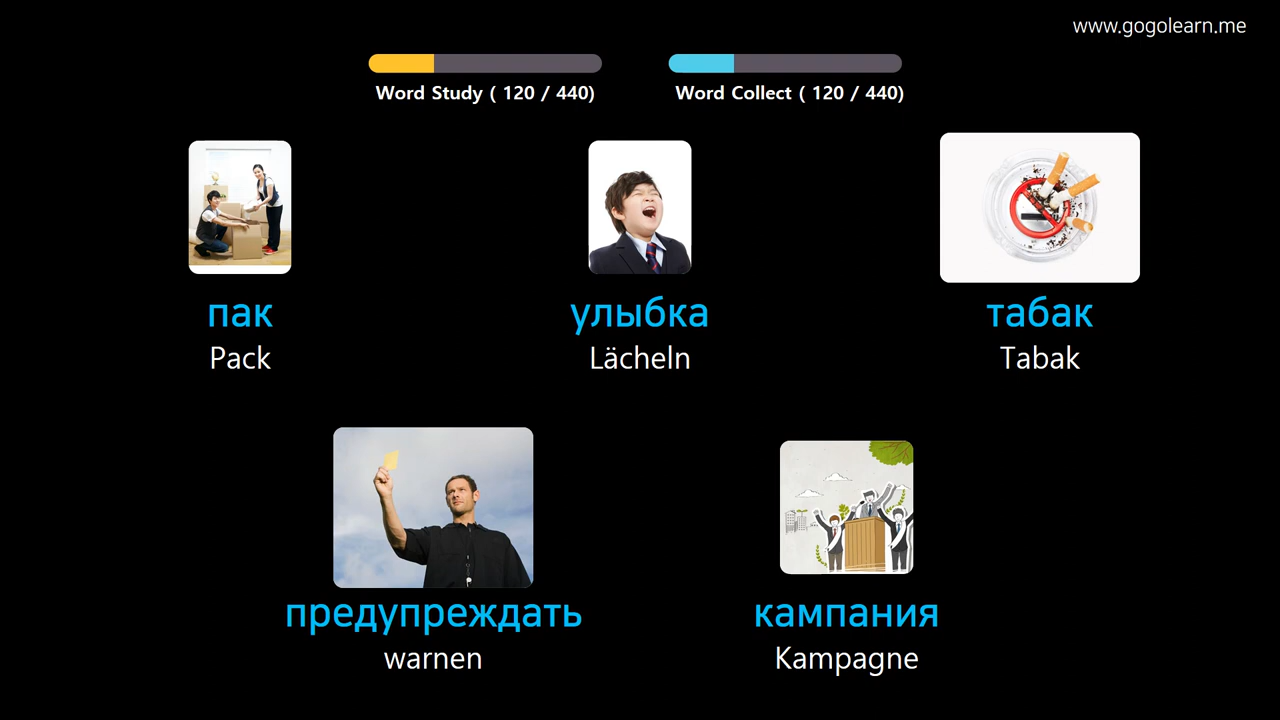 www.gogolearn.me
Word Study ( 120 / 440)
Word Collect ( 120 / 440)
пак
Pack
улыбка
Lächeln
табак
Tabak
предупреждать
warnen
кампания
Kampagne